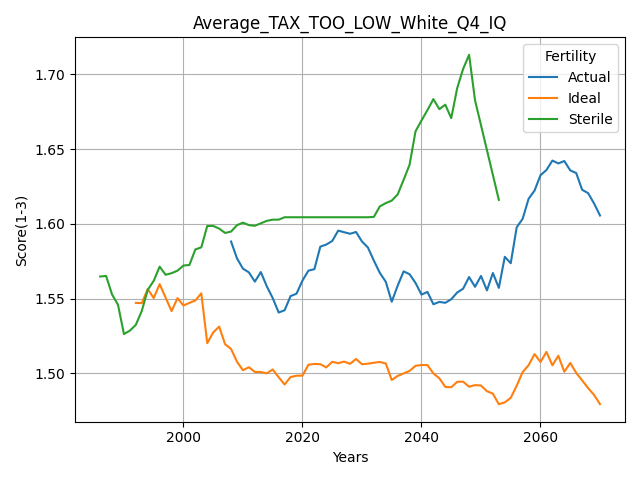 Average_TAX_TOO_LOW_White_Q4_IQ
Fertility
Actual
Ideal
Sterile
Score(1-3)
1.70
1.65
1.60
1.55
1.50
2000
2020
2040
2060
Years